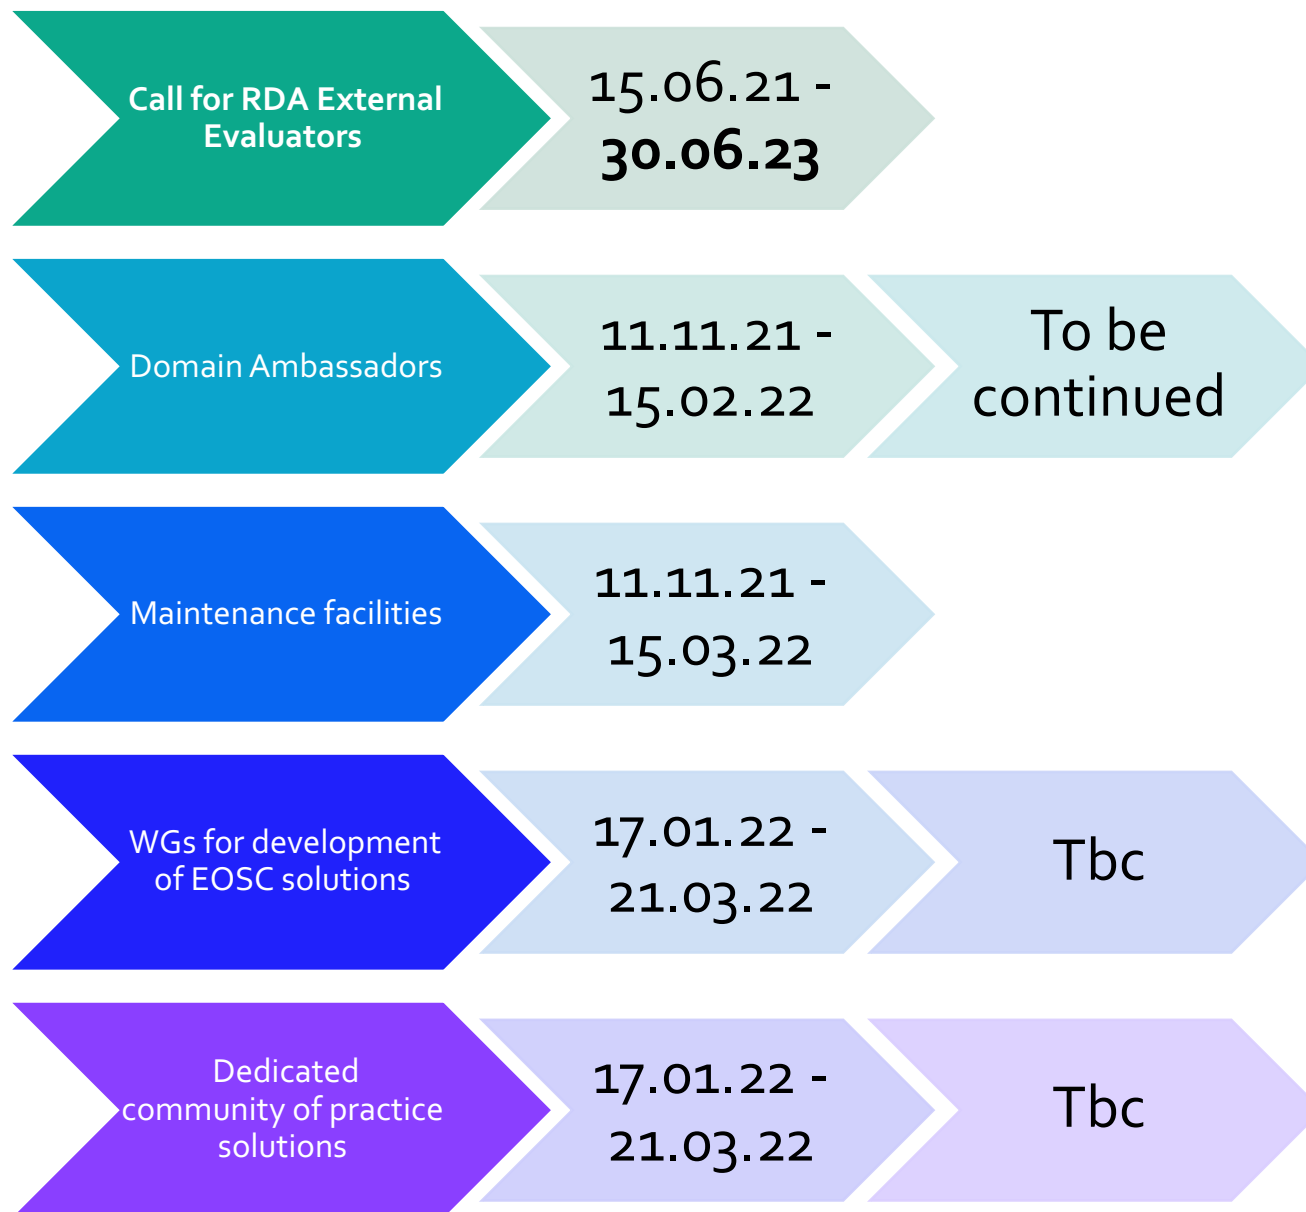 Call for RDA External
Evaluators
15.06.21 -
30.06.23
Domain Ambassadors
11.11.21 -
15.02.22
To be
continued
Maintenance facilities
11.11.21 -
15.03.22
WGs for development
of EOSC solutions
17.01.22 -
21.03.22
Tbc
Dedicated
community of practice
solutions
17.01.22 -
21.03.22
Tbc